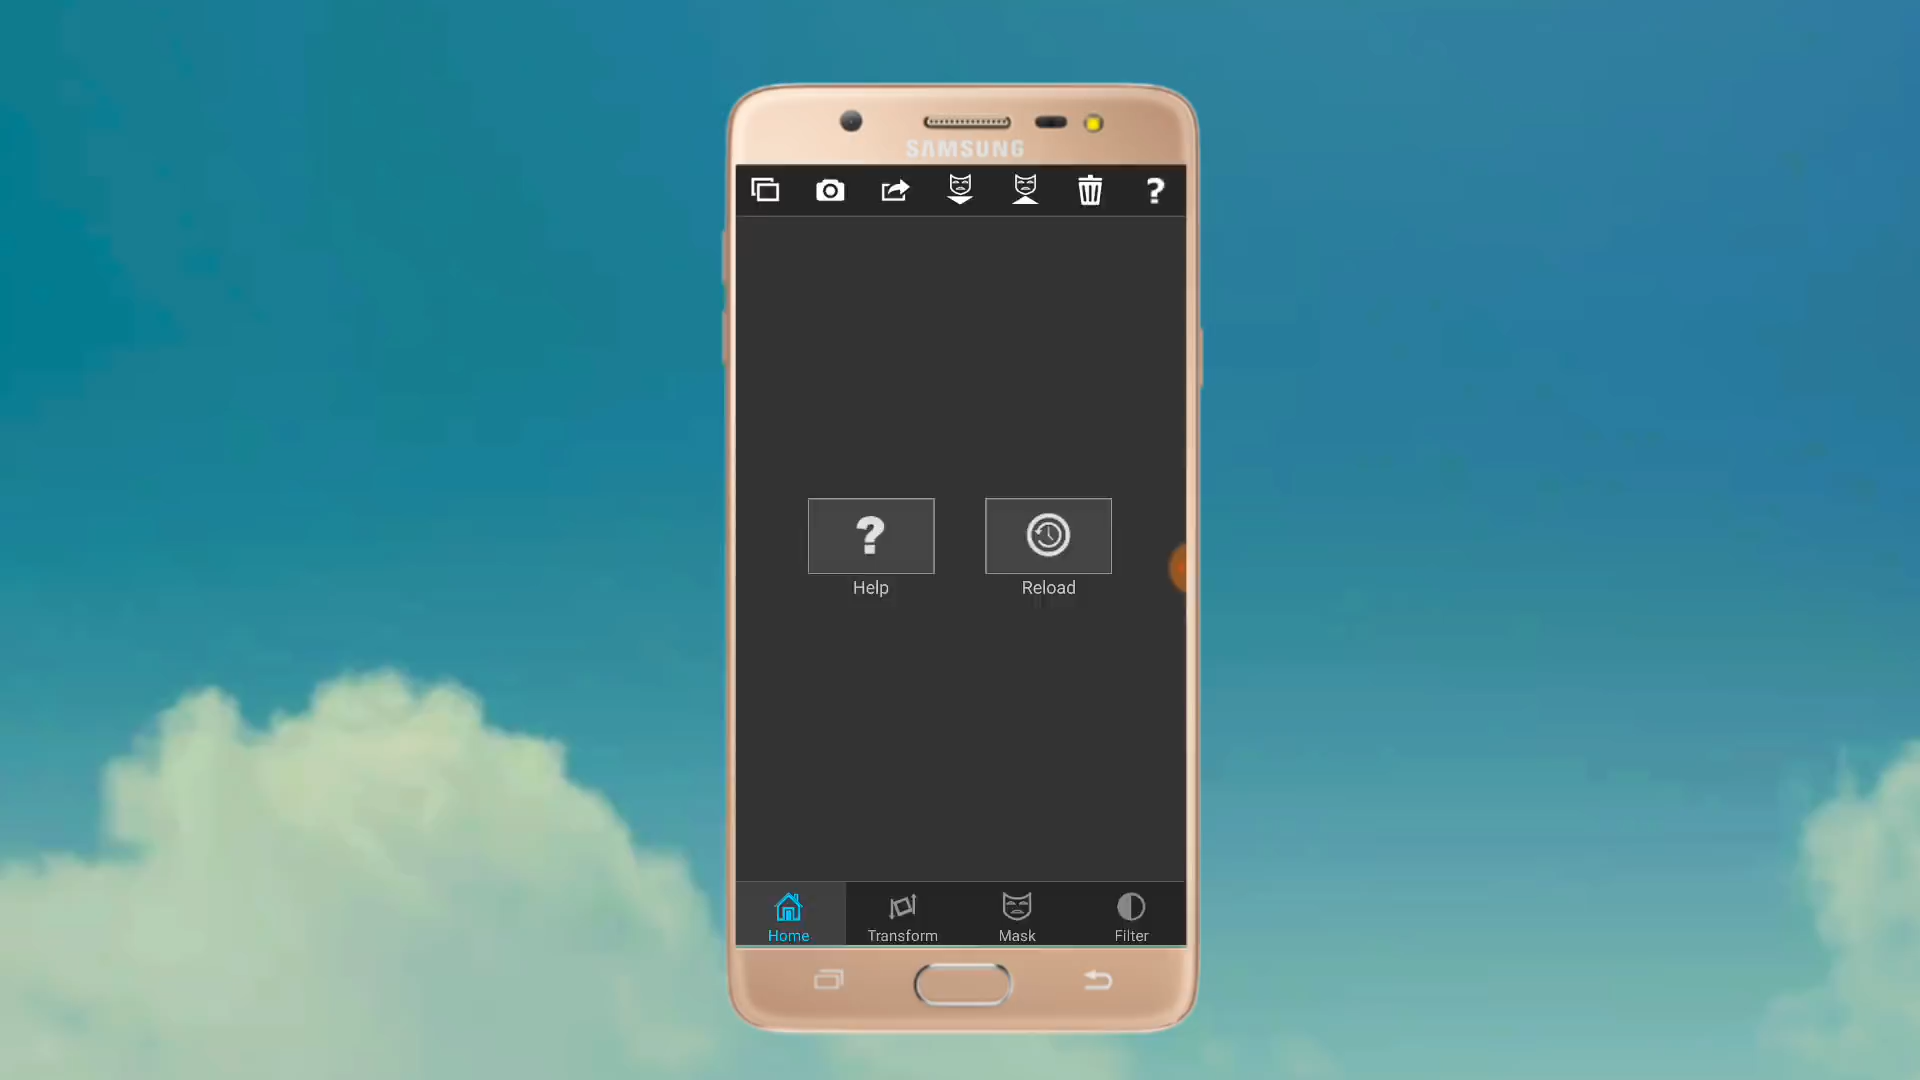 SAMSUNG
?
? 
Help
Reload
Home
Transform
Mask
Filter